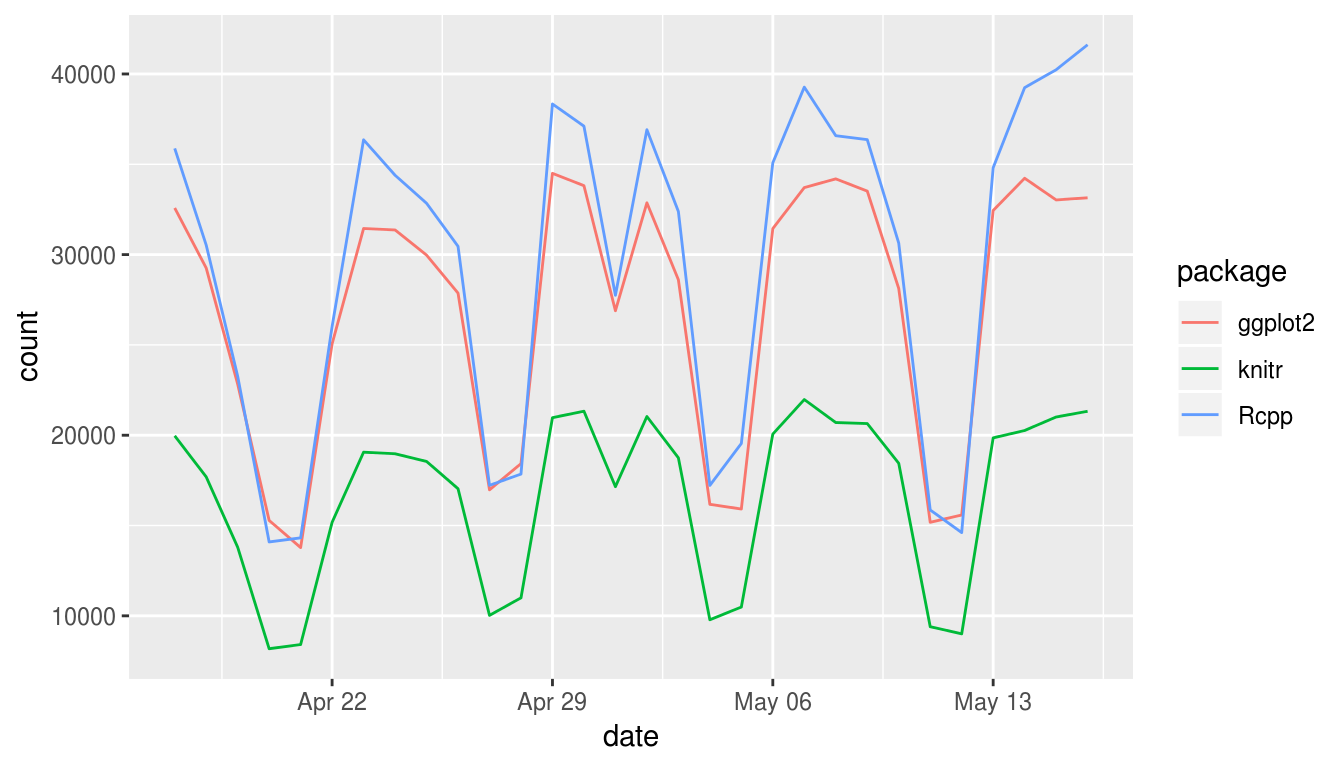 40000
30000
20000
10000
count
Apr 22
Apr 29
May 06
May 13
date
package
ggplot2
knitr
Rcpp